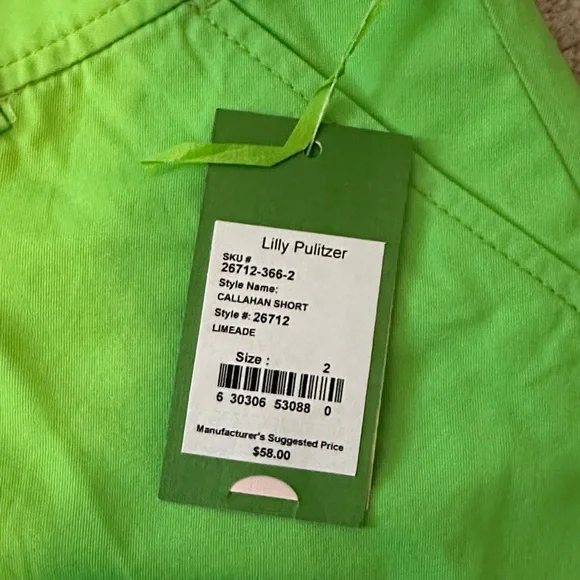 Lilly Pulitzer
SKU #
26712-366-2
Style Name:
CALLAHAN SHORT
Style #: 26712
LIMEADE
Size : 2
6 30306 53088 0
Manufacturer's Suggested Price
$58.00